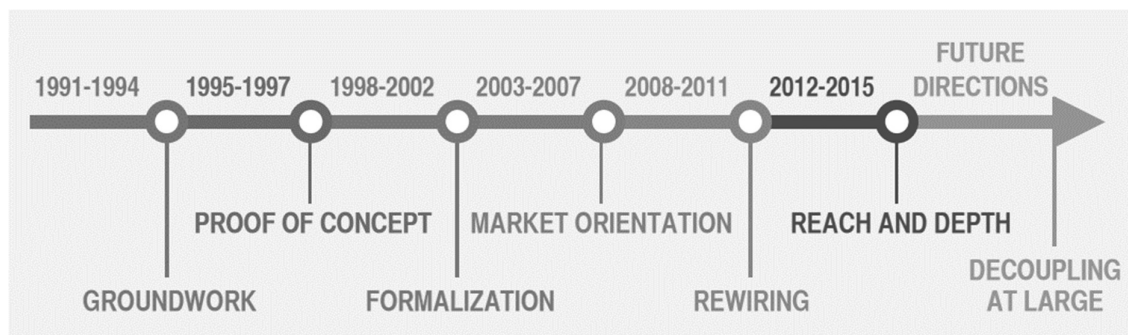 FUTURE
DIRECTIONS
1991-1994
1995-1997
1998-2002
2003-2007
2008-2011
2012-2015
PROOF OF CONCEPT
MARKET ORIENTATION
REACH AND DEPTH
GROUNDWORK
FORMALIZATION
REWIRING
DECOUPLING
AT LARGE